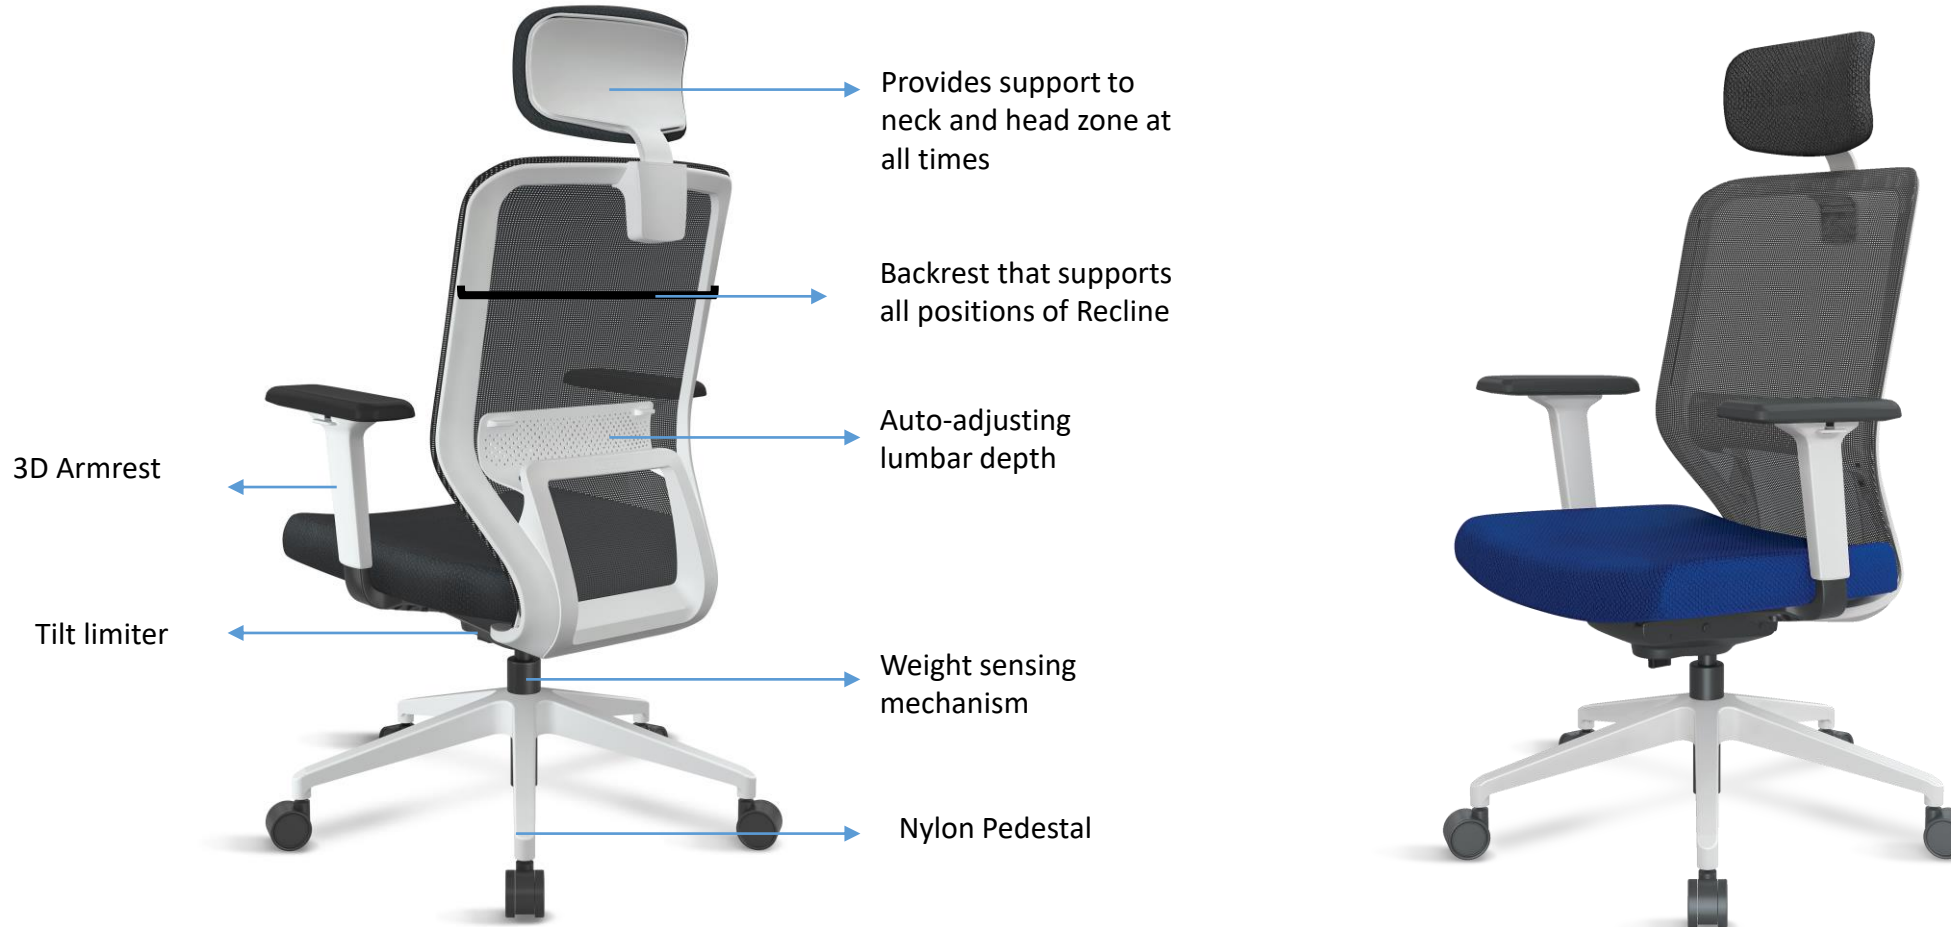 Provides support to
neck and head zone at
all times
Backrest that supports
all positions of Recline
Auto-adjusting
lumbar depth
3D Armrest
Tilt limiter
Weight sensing
mechanism
Nylon Pedestal